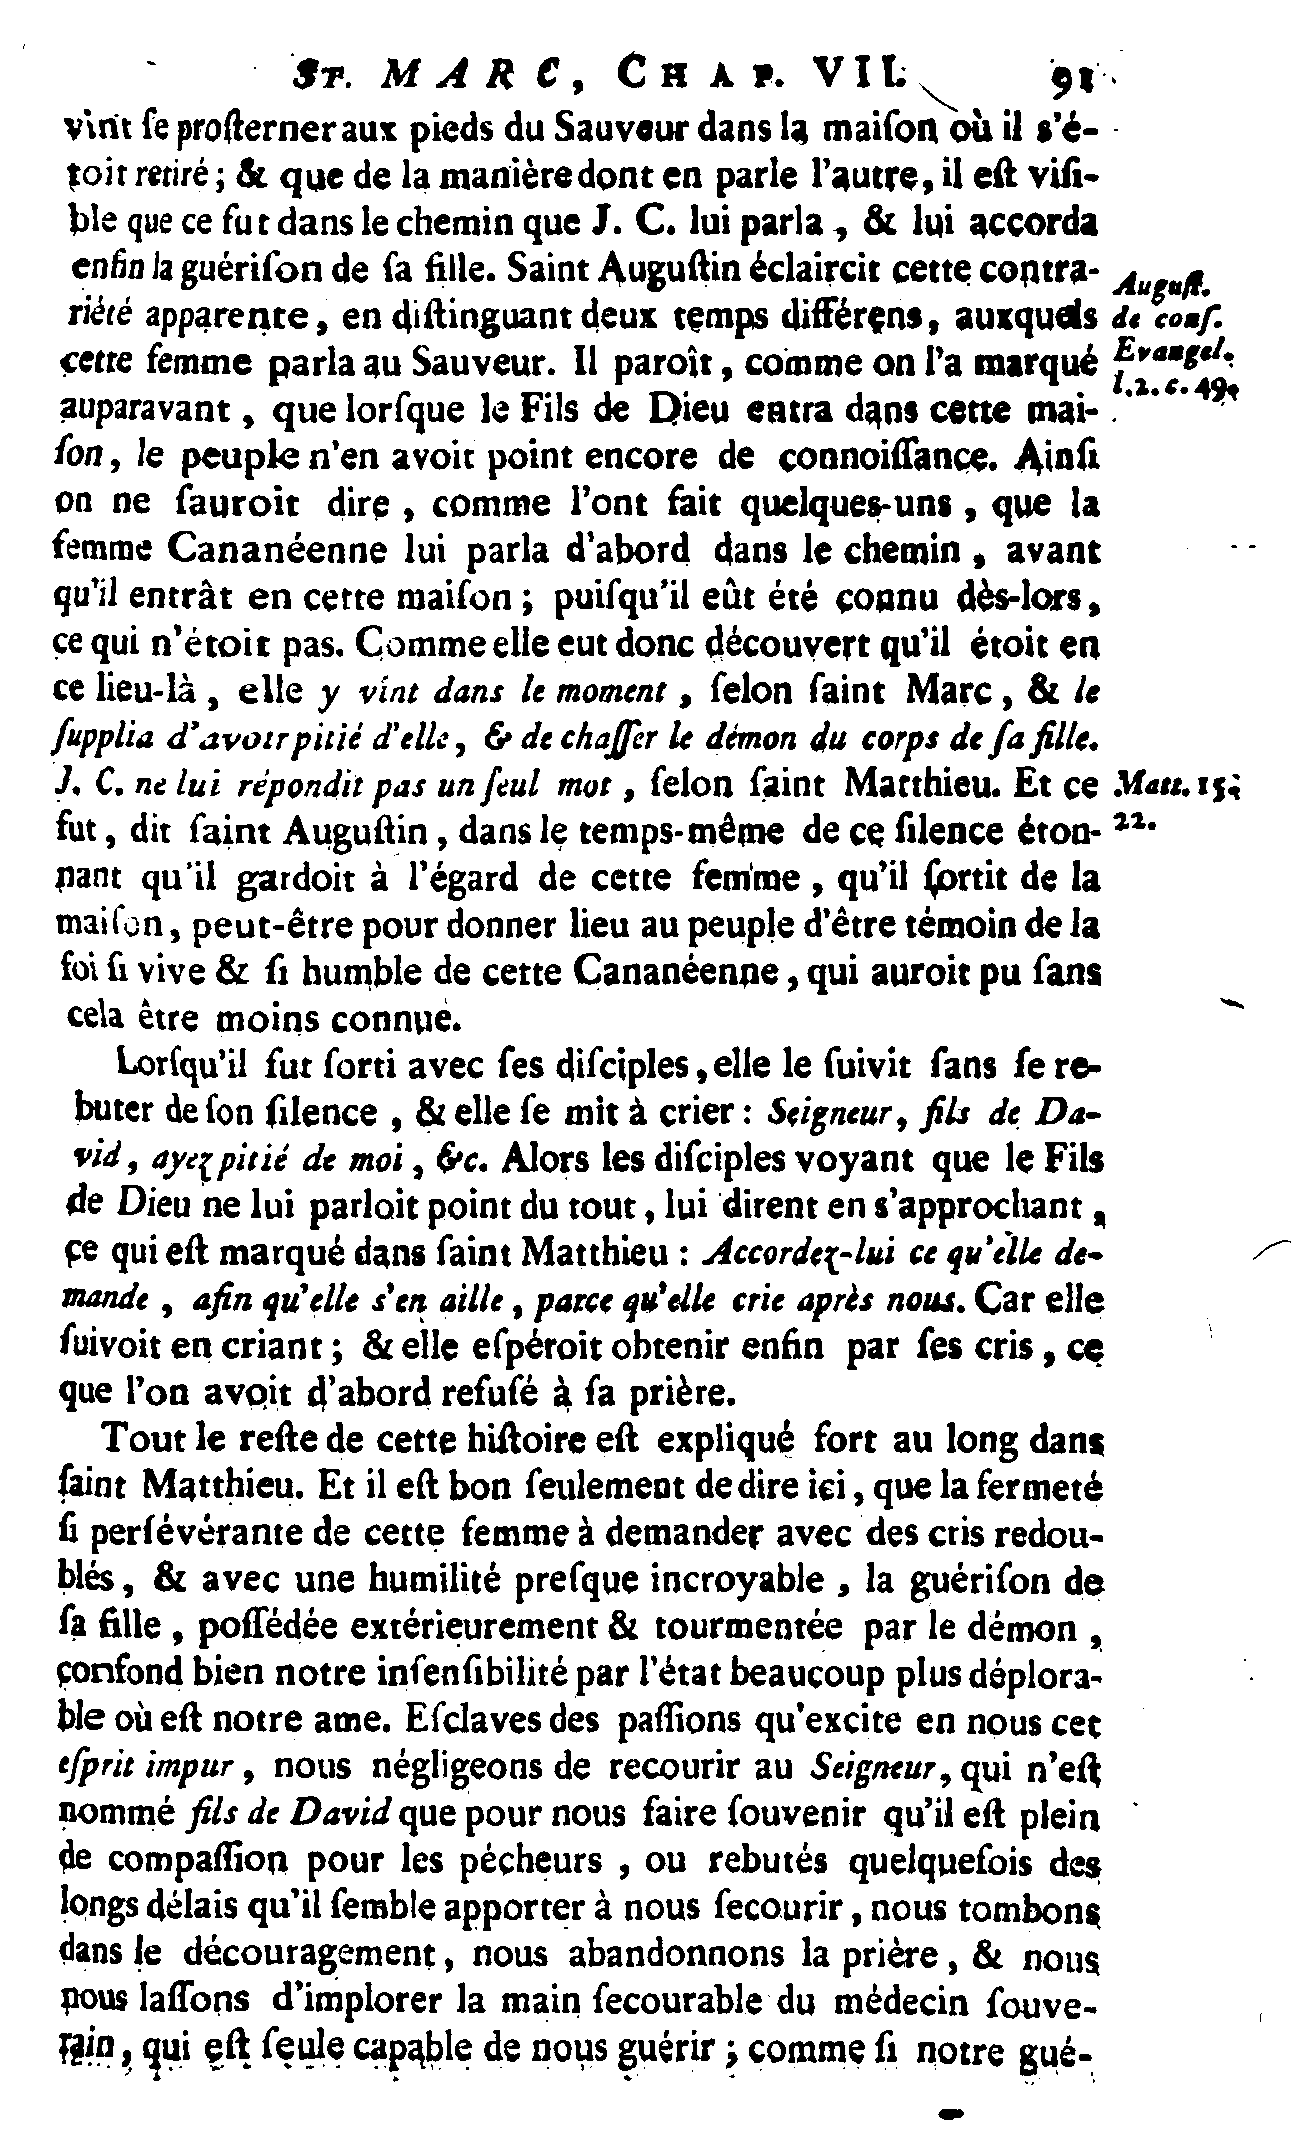 St. MARC, CHAP. VII. 91
vint ſe proſterner aux pieds du Sauveur dans la maiſon où il s'é-
toit retiré ; & que de la manière dont en parle l'autre, il eſt viſi-
ble que ce fut dans le chemin que J. C. lui parla, & lui accorda
enfin la guériſon de ſa fille. Saint Auguſtin éclaircit cette contra-
riété apparente, en diſtinguant deux temps différens, auxquels
cette femme parla au Sauveur. Il paroît, comme on l'a marqué
auparavant, que lorſque le Fils de Dieu entra dans cette mai-
ſon, le peuple n'en avoit point encore de connoiſſance. Ainſi
on ne ſauroit dire, comme l'ont fait quelques-uns, que la
femme Cananéenne lui parla d'abord dans le chemin, avant
qu'il entrât en cette maiſon ; puiſqu'il eût été connu dès-lors,
ce qui n'étoit pas. Comme elle eut donc découvert qu'il étoit en
ce lieu-là, elle y vint dans le moment, ſelon ſaint Marc, & le
ſupplia d'avoir pitié d'elle, & de chaſſer le démon du corps de ſa fille.
J. C. ne lui répondit pas un ſeul mot, ſelon ſaint Matthieu. Et ce
fut, dit ſaint Auguſtin, dans le temps-même de ce ſilence éton-
nant qu'il gardoit à l'égard de cette femme, qu'il ſortit de la
maiſon, peut-être pour donner lieu au peuple d'être témoin de la
foi ſi vive & ſi humble de cette Cananéenne, qui auroit pu ſans
cela être moins connue.
Lorſqu'il fut ſorti avec ſes diſciples, elle le ſuivit ſans ſe re-
buter de ſon ſilence, & elle ſe mit à crier : Seigneur, fils de Da-
vid, ayez pitié de moi, &c. Alors les diſciples voyant que le Fils
de Dieu ne lui parloit point du tout, lui dirent en s'approchant,
ce qui eſt marqué dans ſaint Matthieu : Accordez-lui ce qu'elle de-
mande, afin qu'elle s'en aille, parce qu'elle crie après nous. Car elle
ſuivoit en criant ; & elle eſpéroit obtenir enfin par ſes cris, ce
que l'on avoit d'abord refuſé à ſa prière.
Tout le reſte de cette hiſtoire eſt expliqué fort au long dans
ſaint Matthieu. Et il eſt bon ſeulement de dire ici, que la fermeté
ſi perſévérante de cette femme à demander avec des cris redou-
blés, & avec une humilité preſque incroyable, la guériſon de
ſa fille, poſſédée extérieurement & tourmentée par le démon,
confond bien notre inſenſibilité par l'état beaucoup plus déplora-
ble où eſt notre ame. Eſclaves des paſſions qu'excite en nous cet
eſprit impur, nous négligeons de recourir au Seigneur, qui n'eſt
nommé fils de David que pour nous faire ſouvenir qu'il eſt plein
de compaſſion pour les pécheurs, ou rebutés quelquefois des
longs délais qu'il ſemble apporter à nous ſecourir, nous tombons
dans le découragement, nous abandonnons la prière, & nous
nous laſſons d'implorer la main ſecourable du médecin ſouve-
rain, qui eſt ſeule capable de nous guérir ; comme ſi notre gué-
Auguſt.
de conſ.
Evangel.
l. 2. c. 49.
Matt. 15.
22.